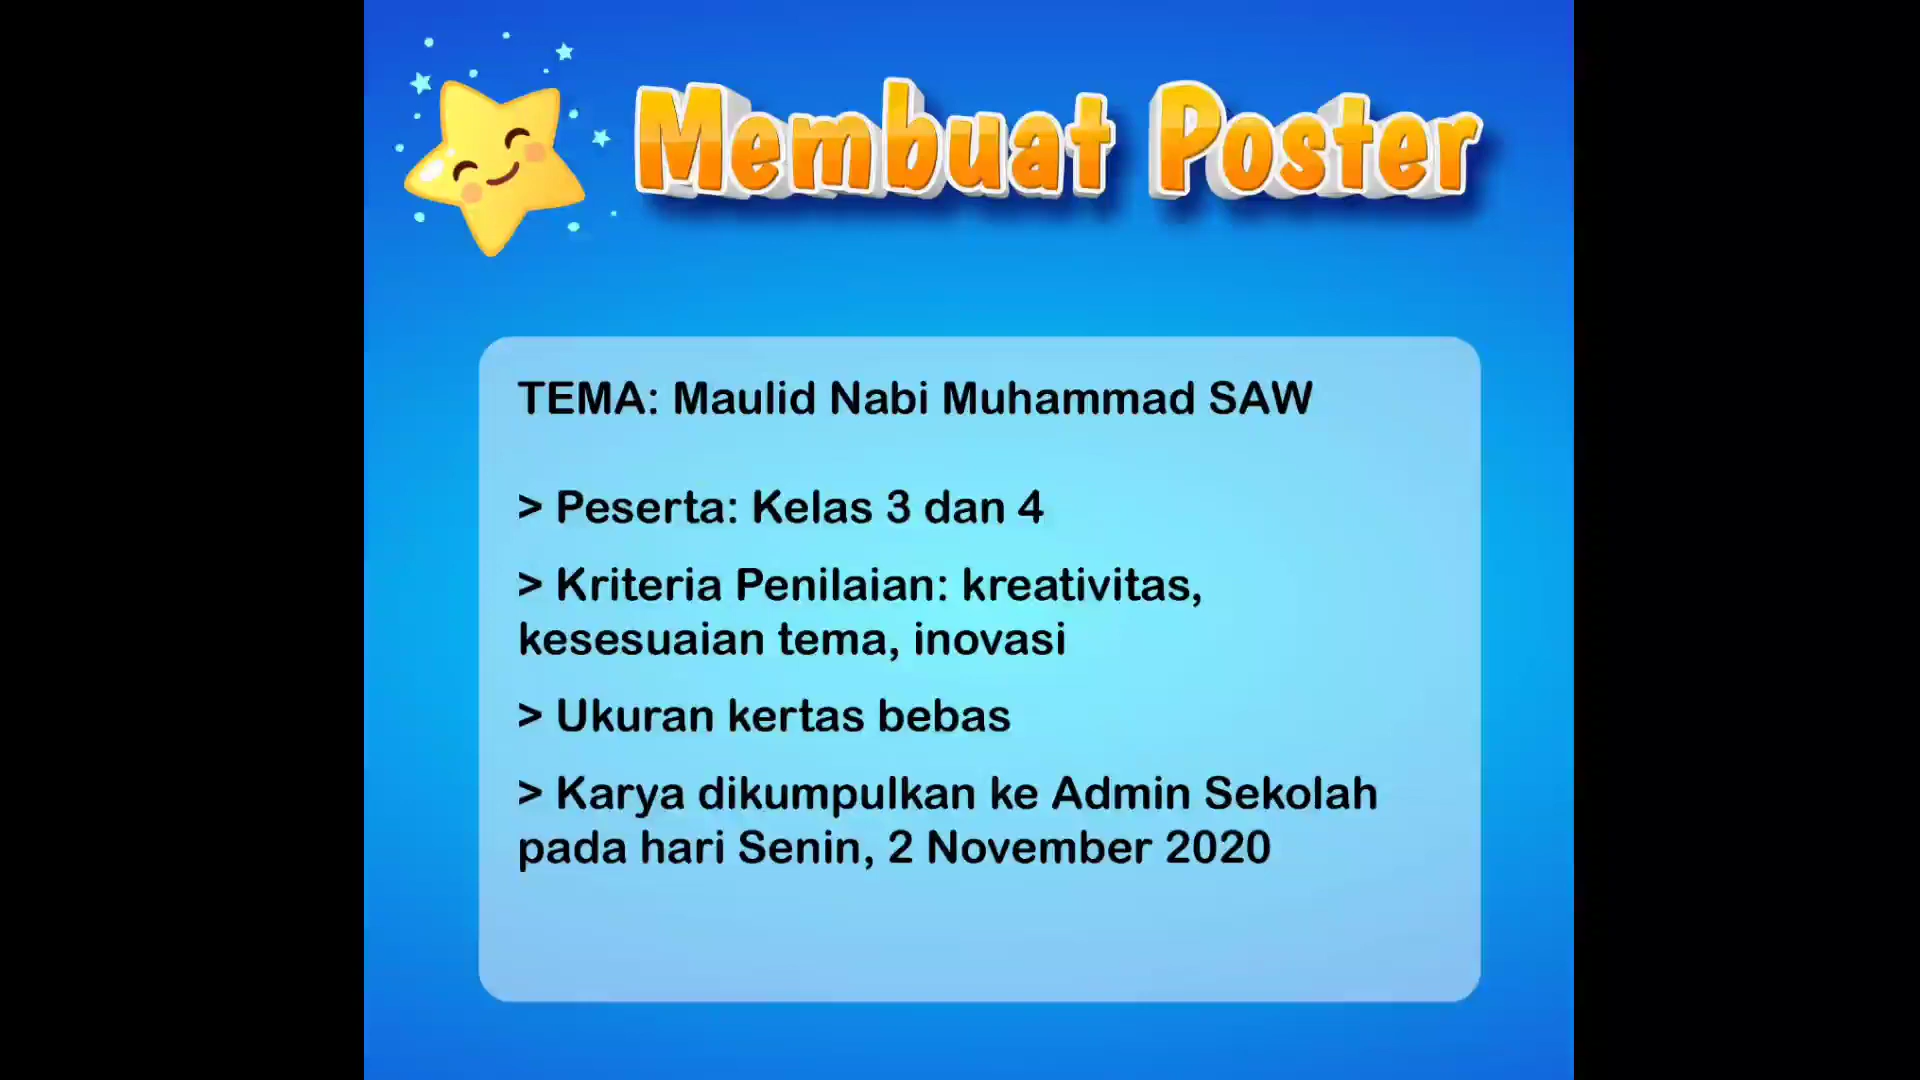 Membuat Poster
TEMA: Maulid Nabi Muhammad SAW
> Peserta: Kelas 3 dan 4
> Kriteria Penilaian: kreativitas,
kesesuaian tema, inovasi
> Ukuran kertas bebas
> Karya dikumpulkan ke Admin Sekolah
pada hari Senin, 2 November 2020